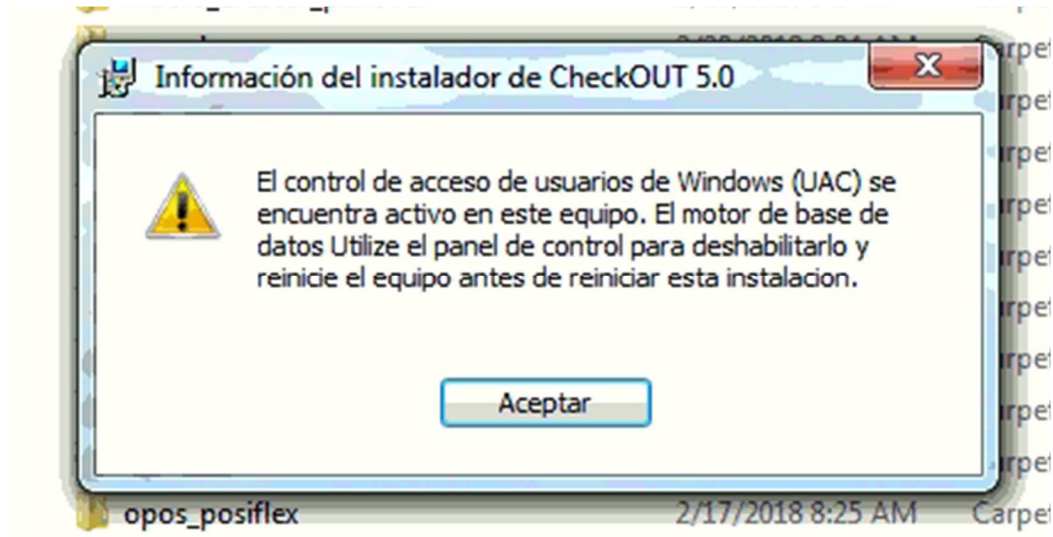 Información del instalador de CheckOUT 5.0
El control de acceso de usuarios de Windows (UAC) se
encuentra activo en este equipo. El motor de base de
datos Utilize el panel de control para deshabilitarlo y
reinicie el equipo antes de reiniciar esta instalacion.
Aceptar
opos_posiflex 2/17/2018 8:25 AM Carpet